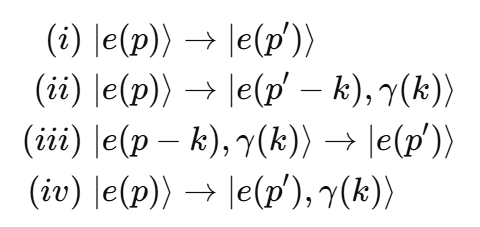 (i) |e(p)⟩ → |e(p′)⟩
(ii) |e(p)⟩ → |e(p′ − k), γ(k)⟩
(iii) |e(p − k), γ(k)⟩ → |e(p′)⟩
(iv) |e(p)⟩ → |e(p′), γ(k)⟩